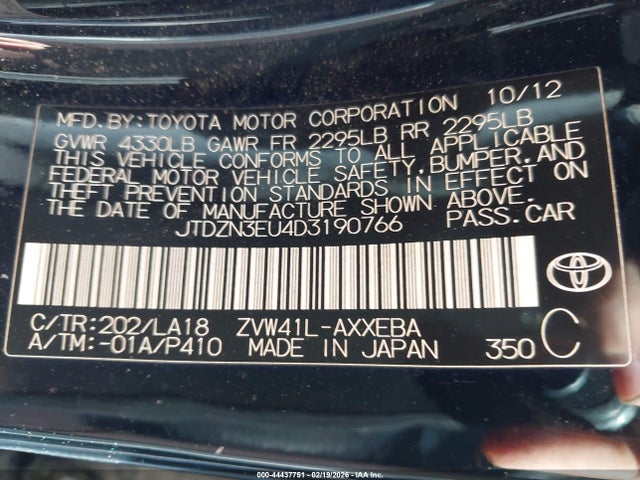 MFD.BY:TOYOTA MOTOR CORPORATION 10/12
GVWR 4330LB GAWR FR 2295LB RR 2295LB
THIS VEHICLE CONFORMS TO ALL APPLICABLE
FEDERAL MOTOR VEHICLE SAFETY,BUMPER,AND
THEFT PREVENTION STANDARDS IN EFFECT ON
THE DATE OF MANUFACTURE SHOWN ABOVE.
JTDZN3EU4D3190766 PASS.CAR
C/TR:202/LA18 ZVW41L-AXXEBA
A/TM:-01A/P410 MADE IN JAPAN 350 C
000-44437751 - 02/19/2026 - IAA, Inc.